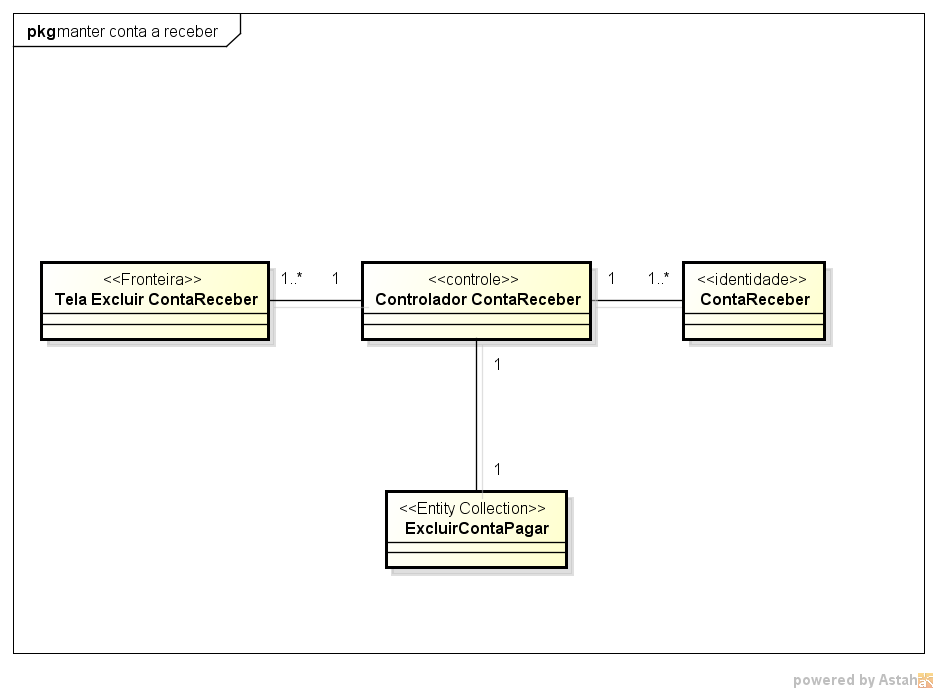 pkg manter conta a receber
<<Fronteira>>
Tela Excluir ContaReceber
1..*
1
<<controle>>
Controlador ContaReceber
1
1..*
<<identidade>>
ContaReceber
1
1
<<Entity Collection>>
ExcluirContaPagar
powered by Astah